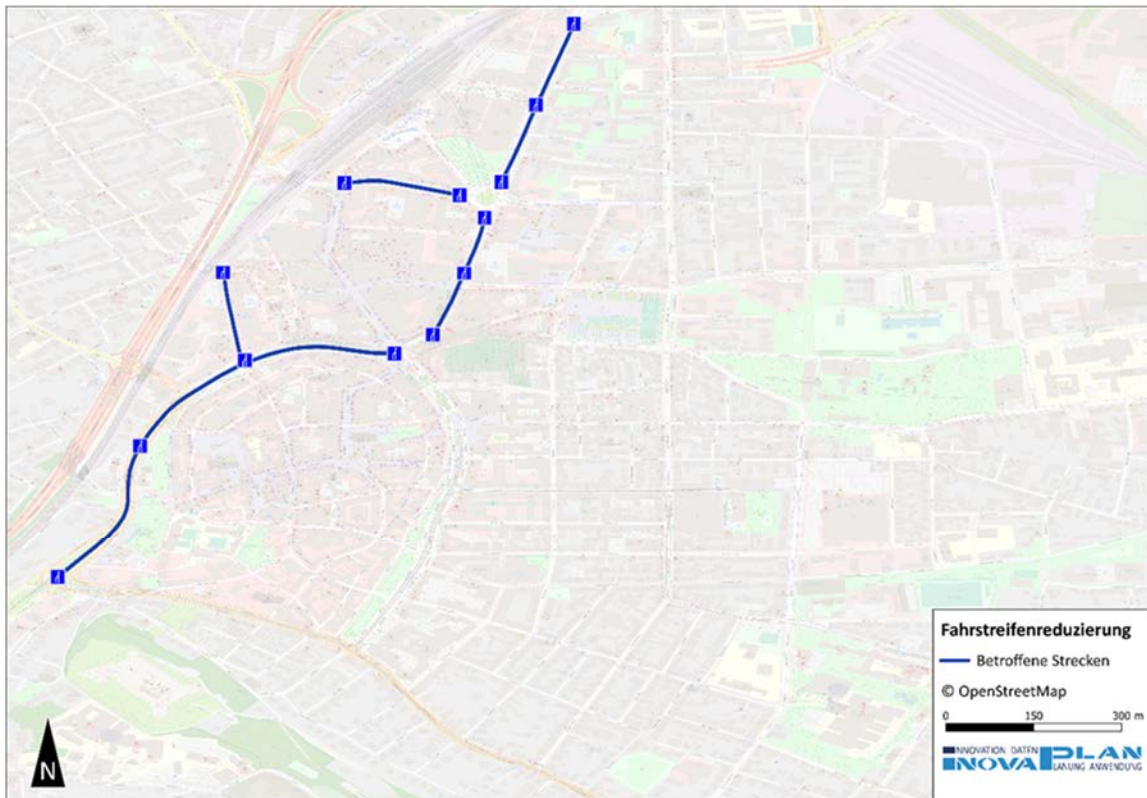 Fahrstreifenreduzierung
Betroffene Strecken
© OpenStreetMap
0 150 300 m
INNOVATION DATEN
INOVAPLAN
PLANUNG ANWENDUNG
N